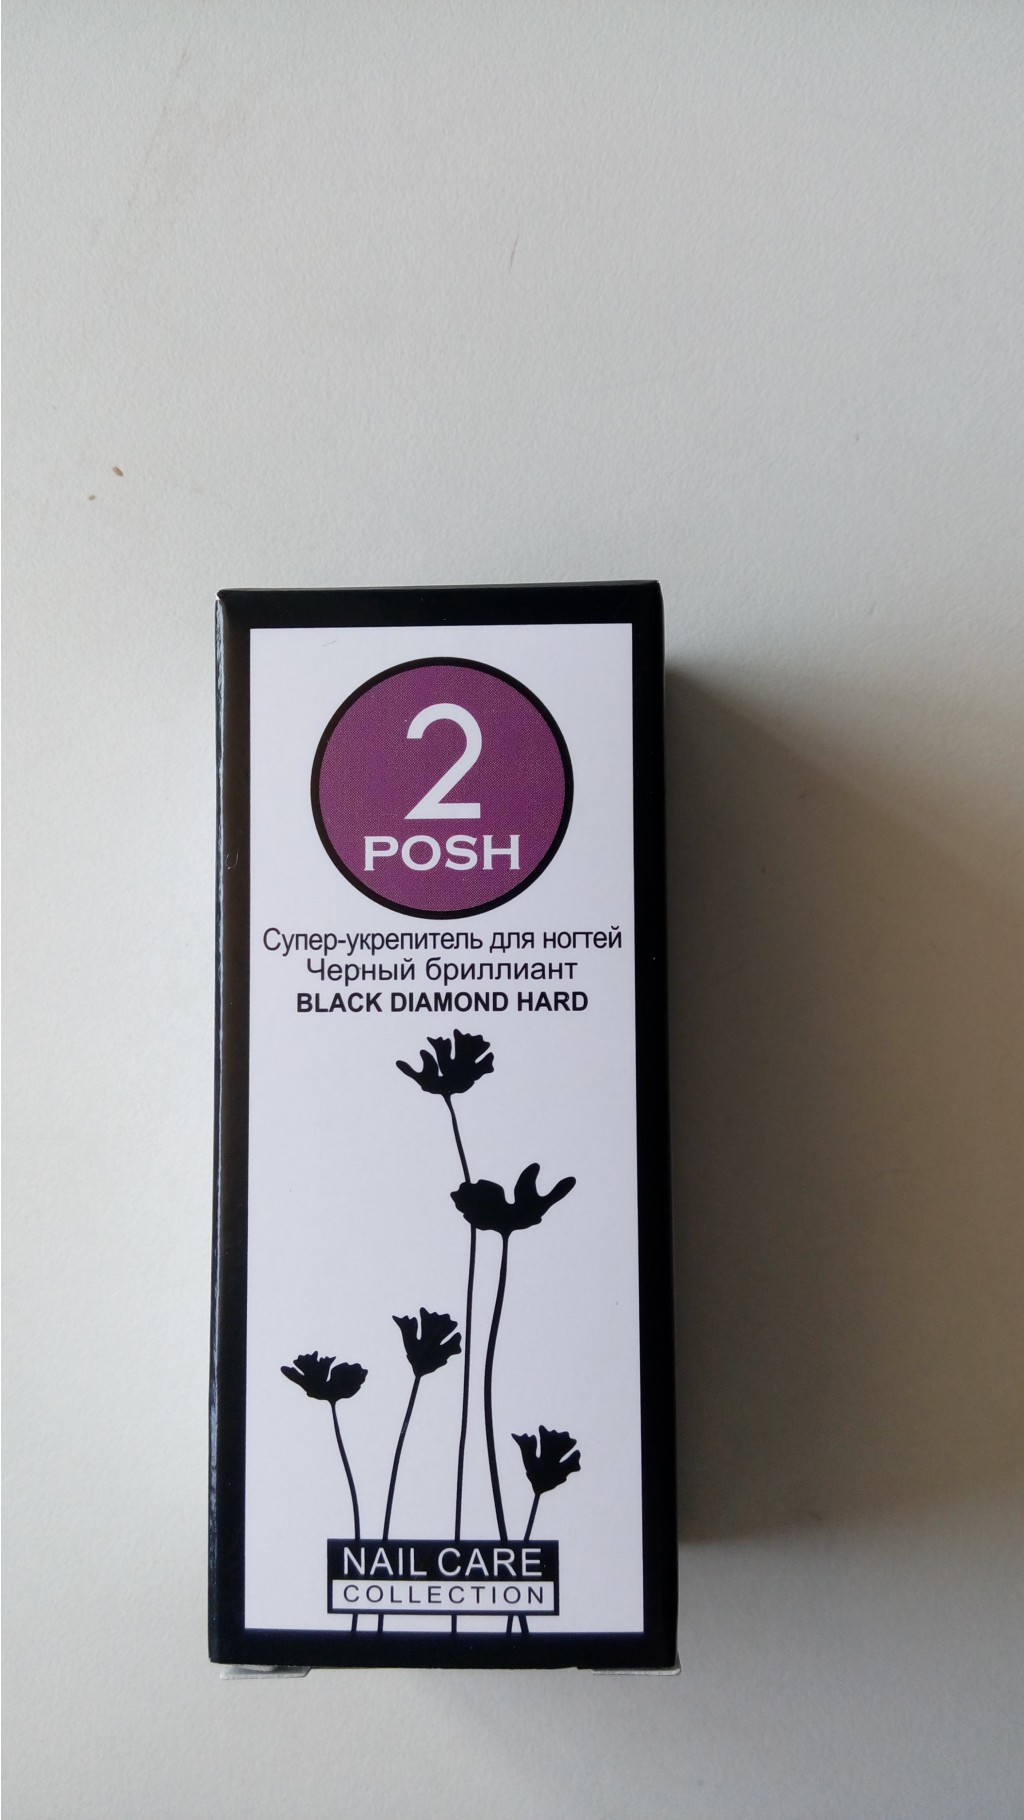 2
POSH
Супер-укрепитель для ногтей
Черный бриллиант
BLACK DIAMOND HARD
NAIL CARE
COLLECTION